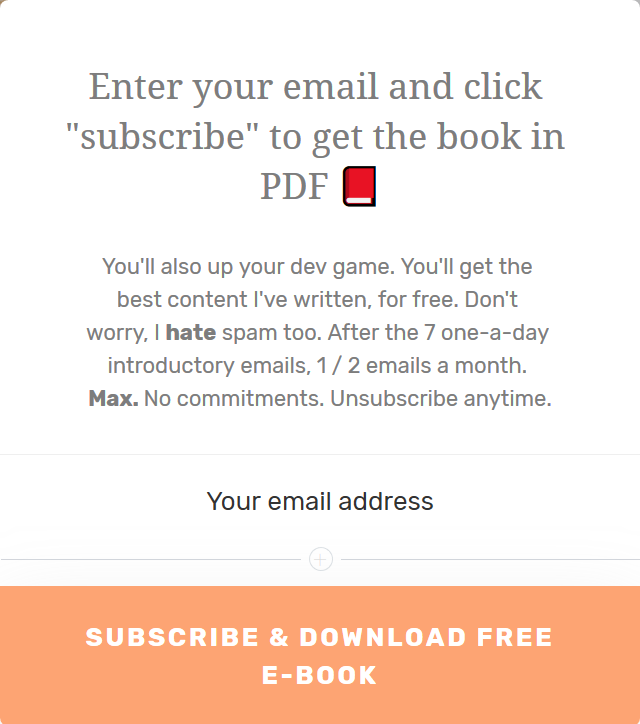 Enter your email and click
"subscribe" to get the book in
PDF 📕
You'll also up your dev game. You'll get the
best content I've written, for free. Don't
worry, I hate spam too. After the 7 one-a-day
introductory emails, 1 / 2 emails a month.
Max. No commitments. Unsubscribe anytime.
Your email address
SUBSCRIBE & DOWNLOAD FREE
E-BOOK